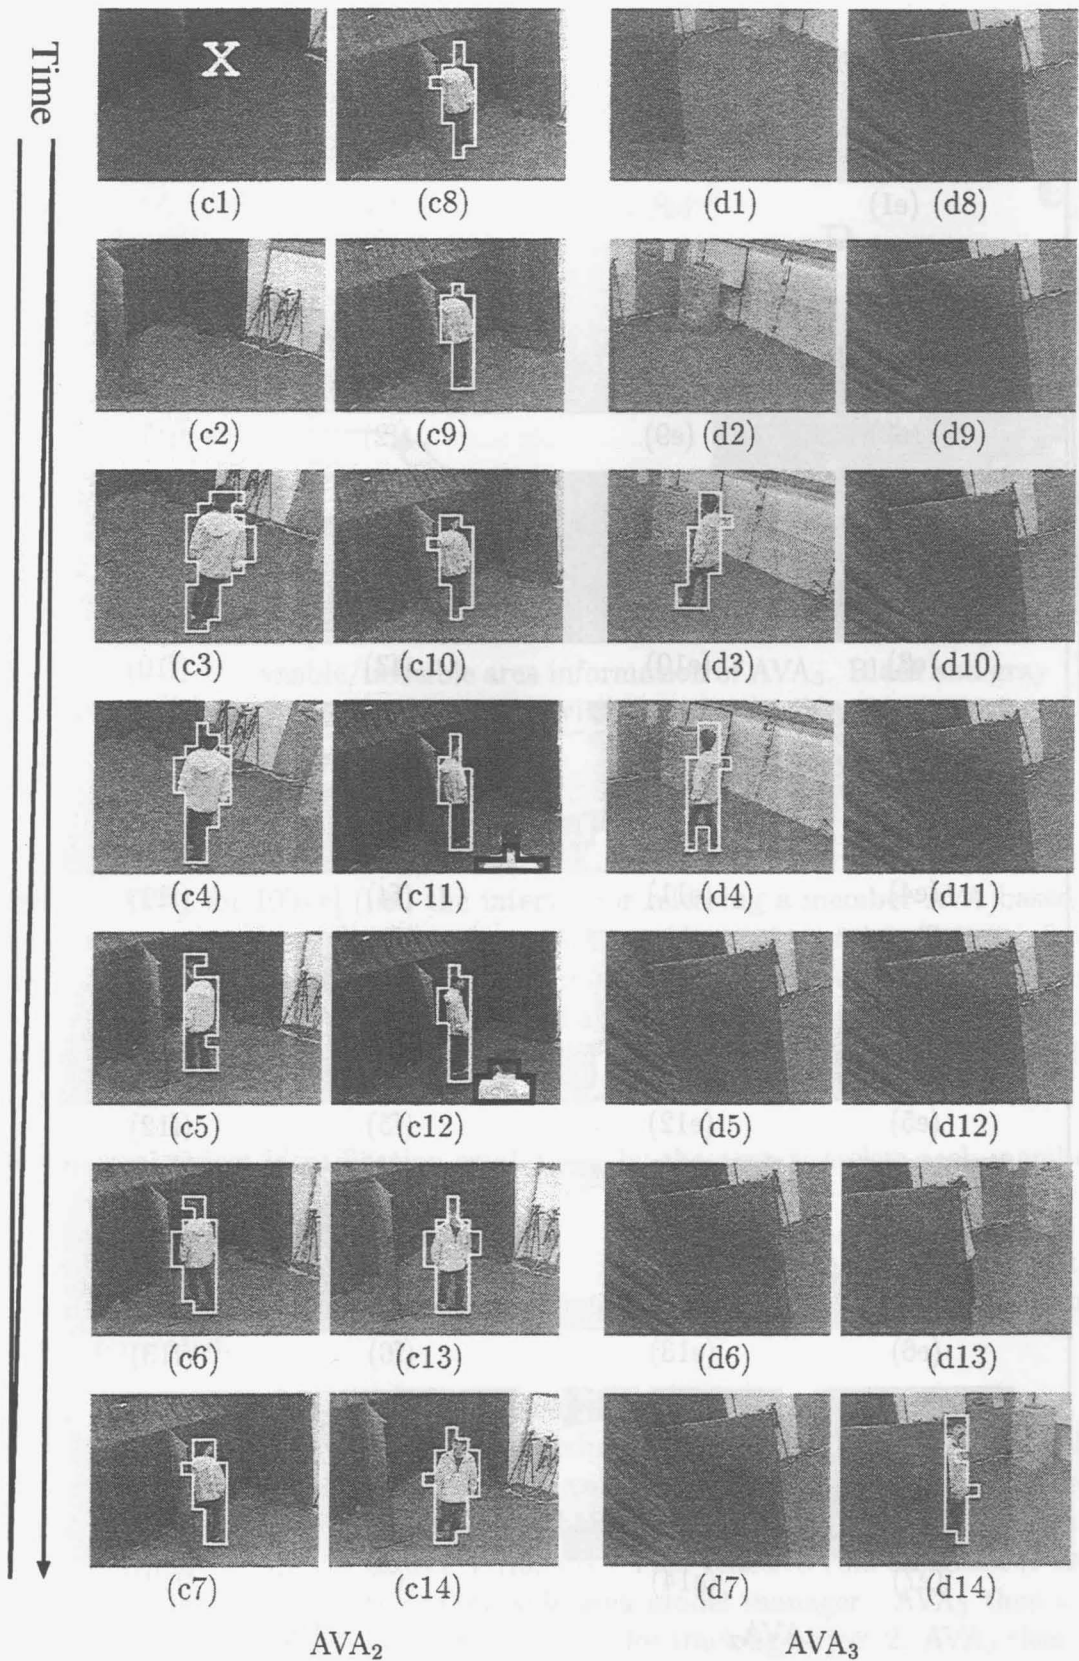 Time
X
(c1) (c8) (d1) (d8)
(c2) (c9) (d2) (d9)
(c3) (c10) (d3) (d10)
(c4) (c11) (d4) (d11)
(c5) (c12) (d5) (d12)
(c6) (c13) (d6) (d13)
(c7) (c14) (d7) (d14)
AVA₂ AVA₃